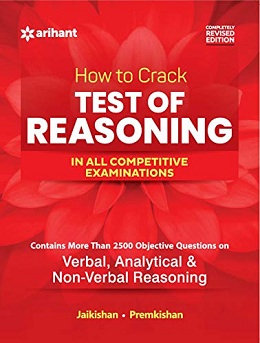 arihant
COMPLETELY
REVISED
EDITION
How to Crack
TEST OF
REASONING
IN ALL COMPETITIVE
EXAMINATIONS
Contains More Than 2500 Objective Questions on
Verbal, Analytical &
Non-Verbal Reasoning
Jaikishan • Premkishan